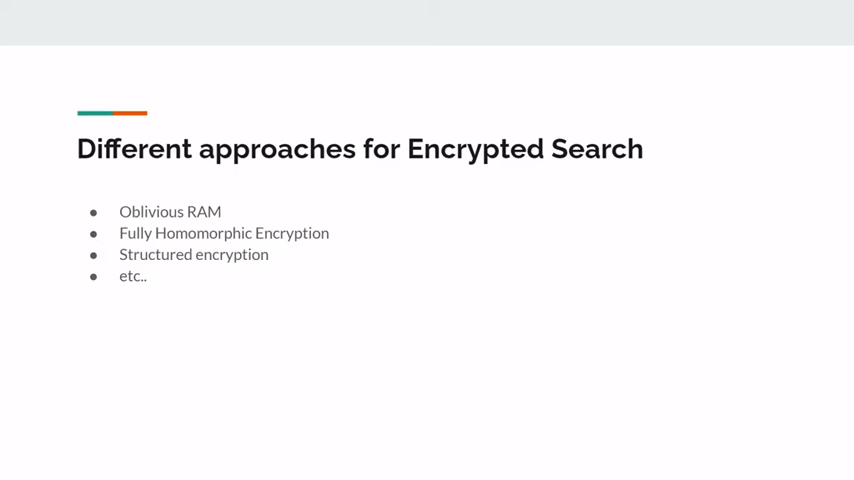 Different approaches for Encrypted Search
● Oblivious RAM
● Fully Homomorphic Encryption
● Structured encryption
● etc..